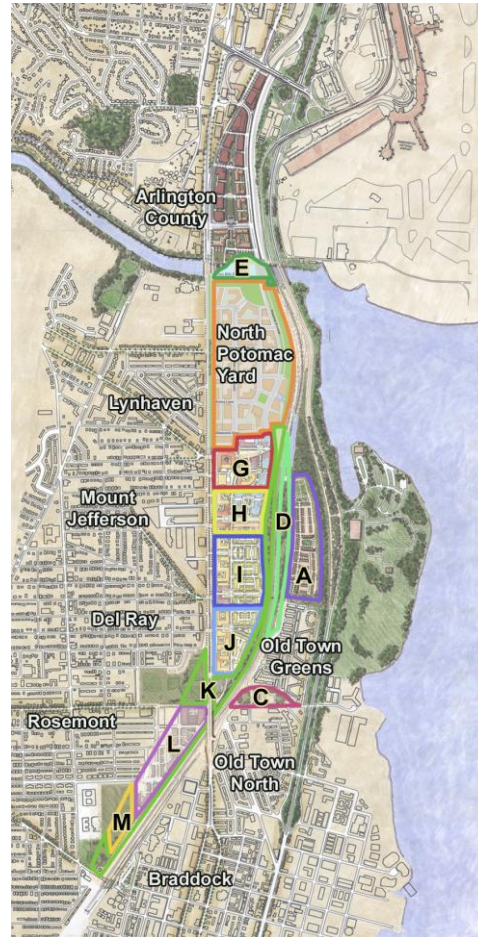 Arlington
County
E
North
Potomac
Yard
Lynhaven
G
Mount
Jefferson
H
D
I
A
Del Ray
J
Old Town
Greens
K
C
Rosemont
L
Old Town
North
M
Braddock